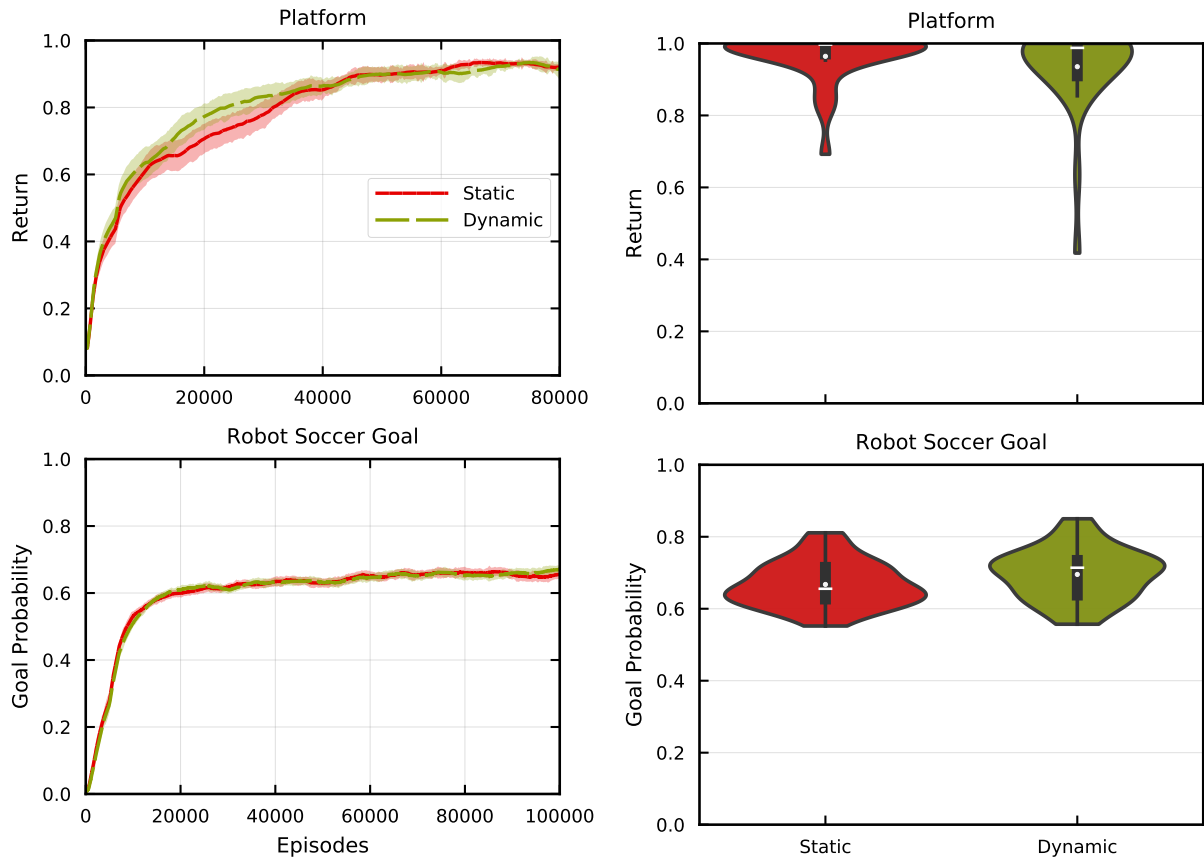 Platform
1.0
0.8
0.6
0.4
0.2
0.0
Return
0 20000 40000 60000 80000
Static
Dynamic
Platform
1.0
0.8
0.6
0.4
0.2
0.0
Return
Robot Soccer Goal
1.0
0.8
0.6
0.4
0.2
0.0
Goal Probability
0 20000 40000 60000 80000 100000
Episodes
Robot Soccer Goal
1.0
0.8
0.6
0.4
0.2
0.0
Goal Probability
Static Dynamic